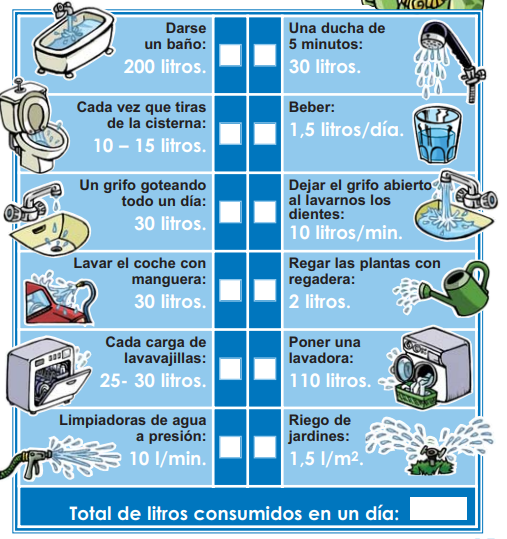 Darse
un baño:
200 litros.
Una ducha de
5 minutos:
30 litros.
Cada vez que tiras
de la cisterna:
10 – 15 litros.
Beber:
1,5 litros/día.
Un grifo goteando
todo un día:
30 litros.
Dejar el grifo abierto
al lavarnos los
dientes:
10 litros/min.
Lavar el coche con
manguera:
30 litros.
Regar las plantas con
regadera:
2 litros.
Cada carga de
lavavajillas:
25- 30 litros.
Poner una
lavadora:
110 litros.
Limpiadoras de agua
a presión:
10 l/min.
Riego de
jardines:
1,5 l/m².
Total de litros consumidos en un día: